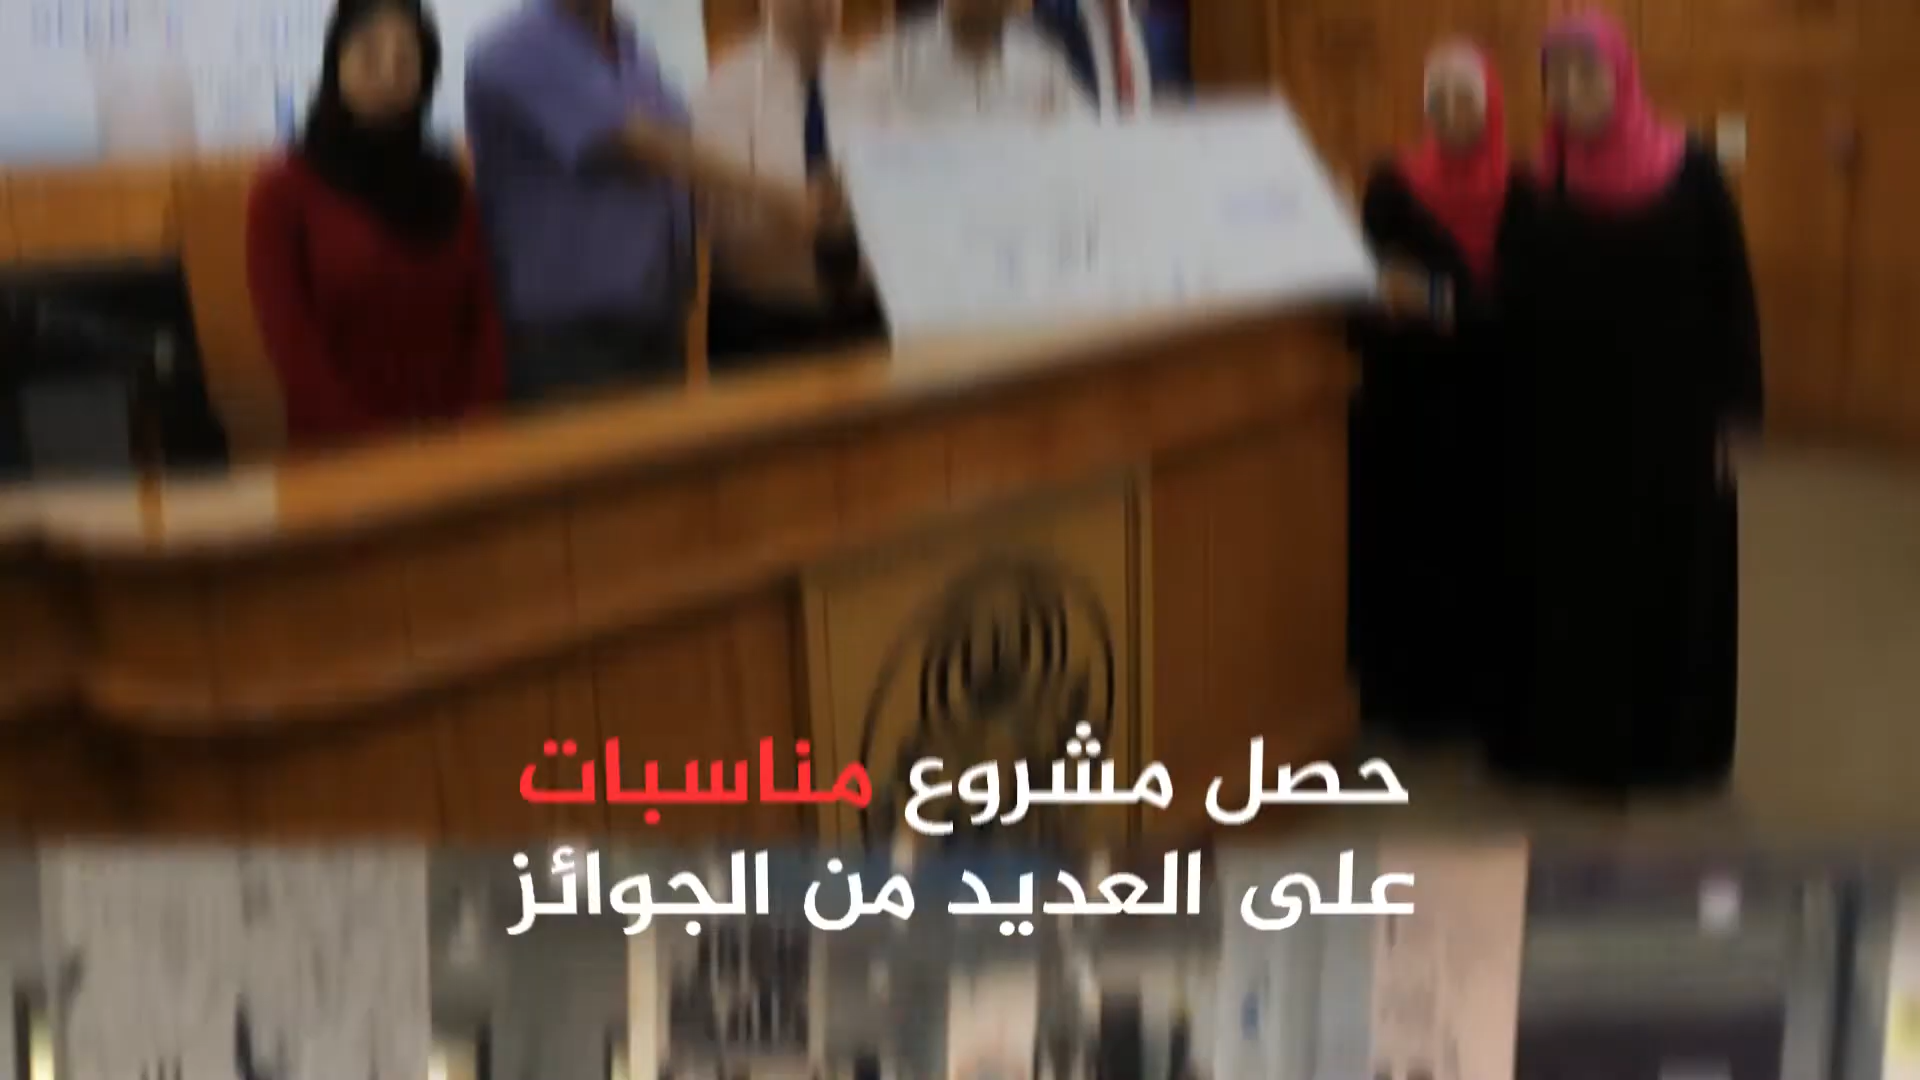 حصل مشروع مناسبات
على العديد من الجوائز